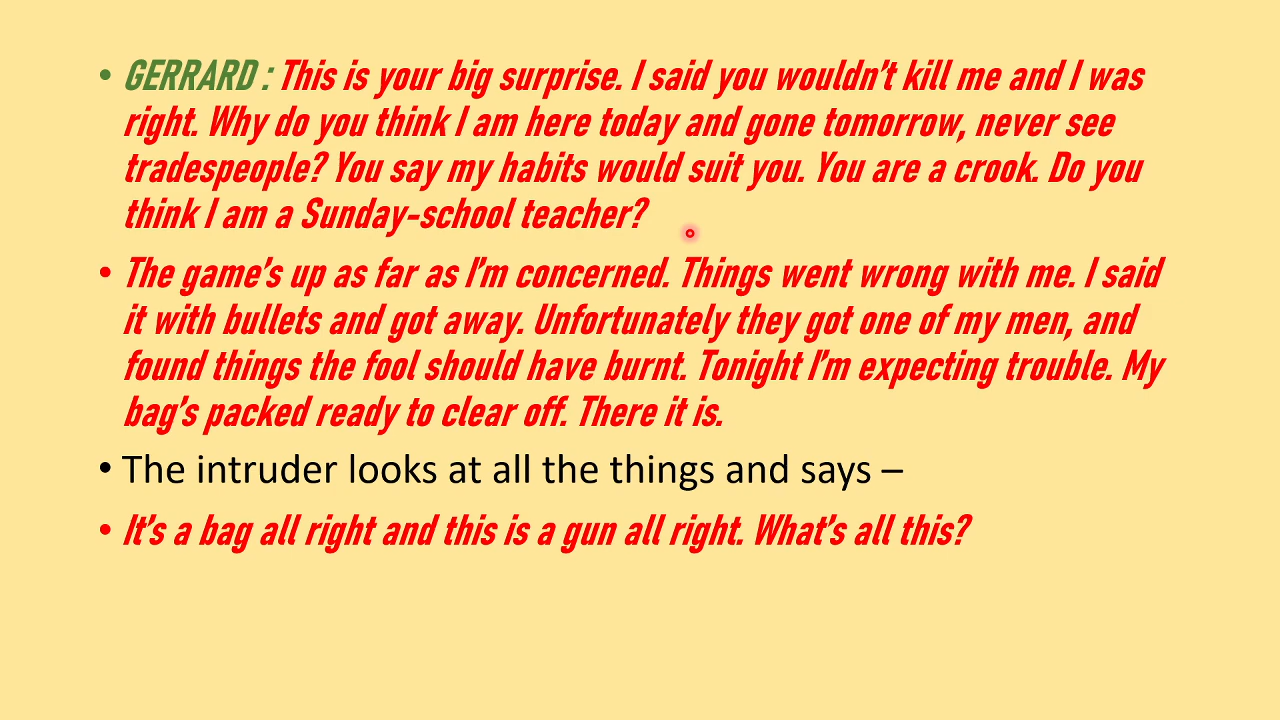 • GERRARD : This is your big surprise. I said you wouldn’t kill me and I was
right. Why do you think I am here today and gone tomorrow, never see
tradespeople? You say my habits would suit you. You are a crook. Do you
think I am a Sunday-school teacher?
• The game’s up as far as I’m concerned. Things went wrong with me. I said
it with bullets and got away. Unfortunately they got one of my men, and
found things the fool should have burnt. Tonight I’m expecting trouble. My
bag’s packed ready to clear off. There it is.
• The intruder looks at all the things and says –
• It’s a bag all right and this is a gun all right. What’s all this?